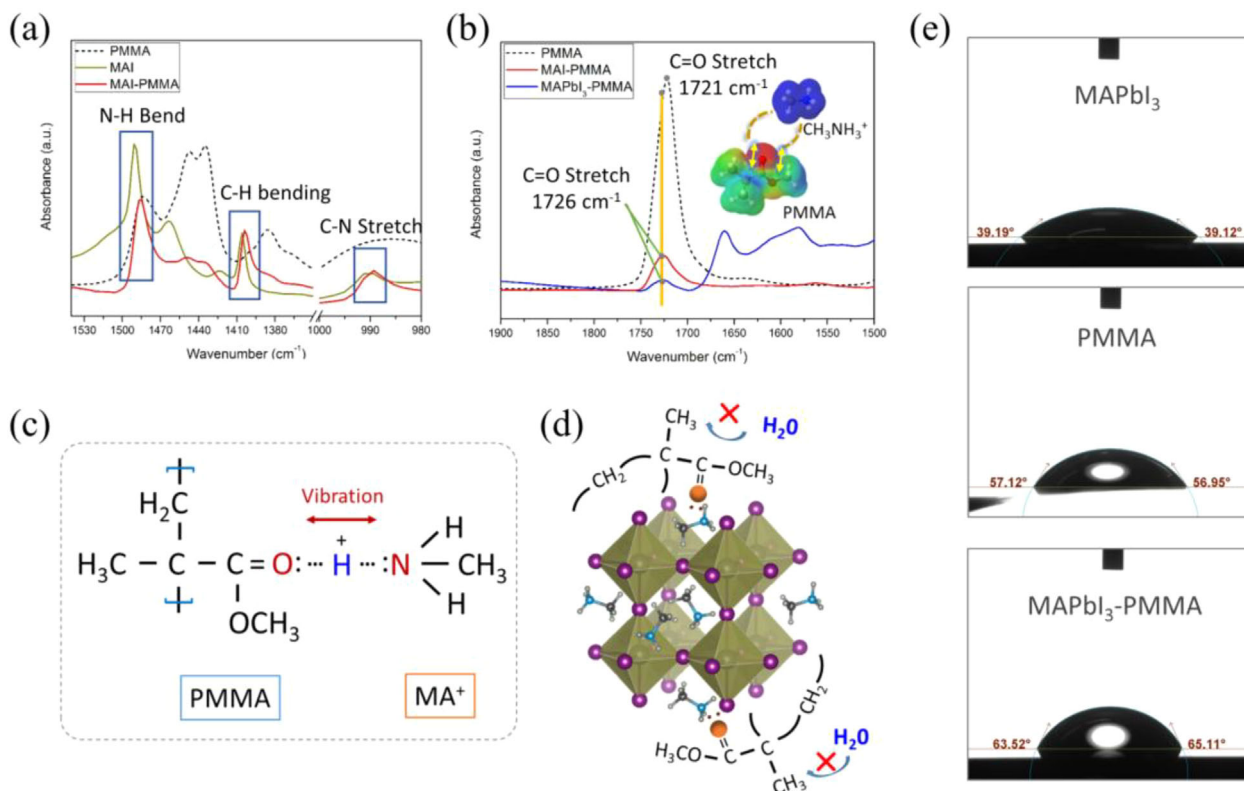 (a)
PMMA
MAI
MAI-PMMA
N-H Bend
C-H bending
C-N Stretch
Absorbance (a.u.)
1530 1500 1470 1440 1410 1380 1000 990 980
Wavenumber (cm-1)
(b)
PMMA
MAI-PMMA
MAPbI3-PMMA
C=O Stretch
1721 cm-1
CH3NH3+
C=O Stretch
1726 cm-1
PMMA
Absorbance (a.u.)
1900 1850 1800 1750 1700 1650 1600 1550 1500
Wavenumber (cm-1)
(c)
Vibration
H2C
+
H
H3C – C – C = O: ··· H ··· :N – CH3
H
OCH3
PMMA
MA+
(d)
CH3
H20
CH2
C
C
OCH3
CH2
H3CO
C
C
H20
CH3
(e)
MAPbI3
39.19° 39.12°
PMMA
57.12° 56.95°
MAPbI3-PMMA
63.52° 65.11°